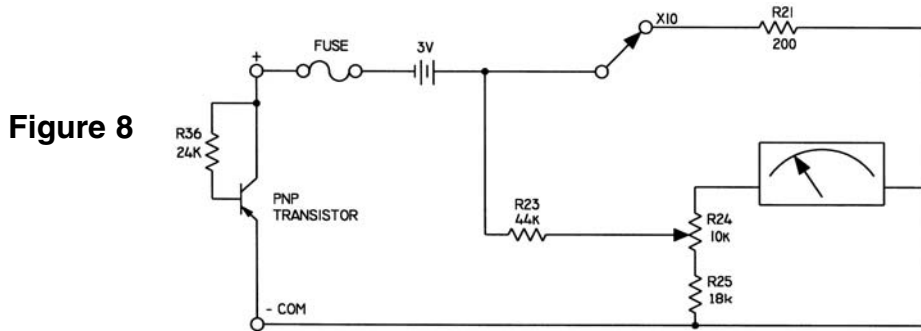 Figure 8
+
FUSE
3V
X10
R21
200
R36
24K
PNP
TRANSISTOR
R23
44K
R24
10K
R25
18k
- COM